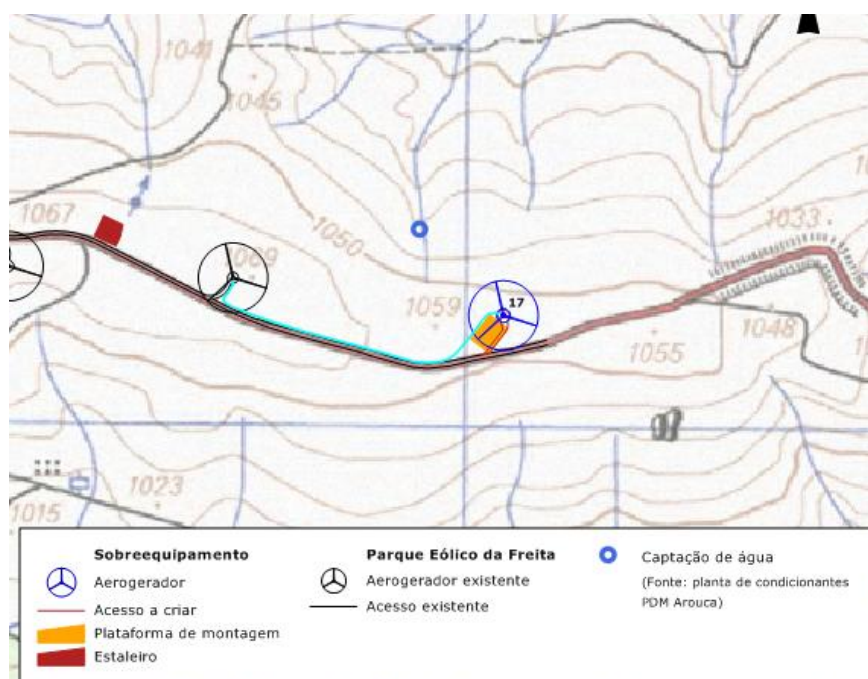 1041
1045
1067
1050
1033
1069
17
1059
1048
1055
1023
1015
Sobreequipamento
Aerogerador
Acesso a criar
Plataforma de montagem
Estaleiro
Parque Eólico da Freita
Aerogerador existente
Acesso existente
Captação de água
(Fonte: planta de condicionantes
PDM Arouca)